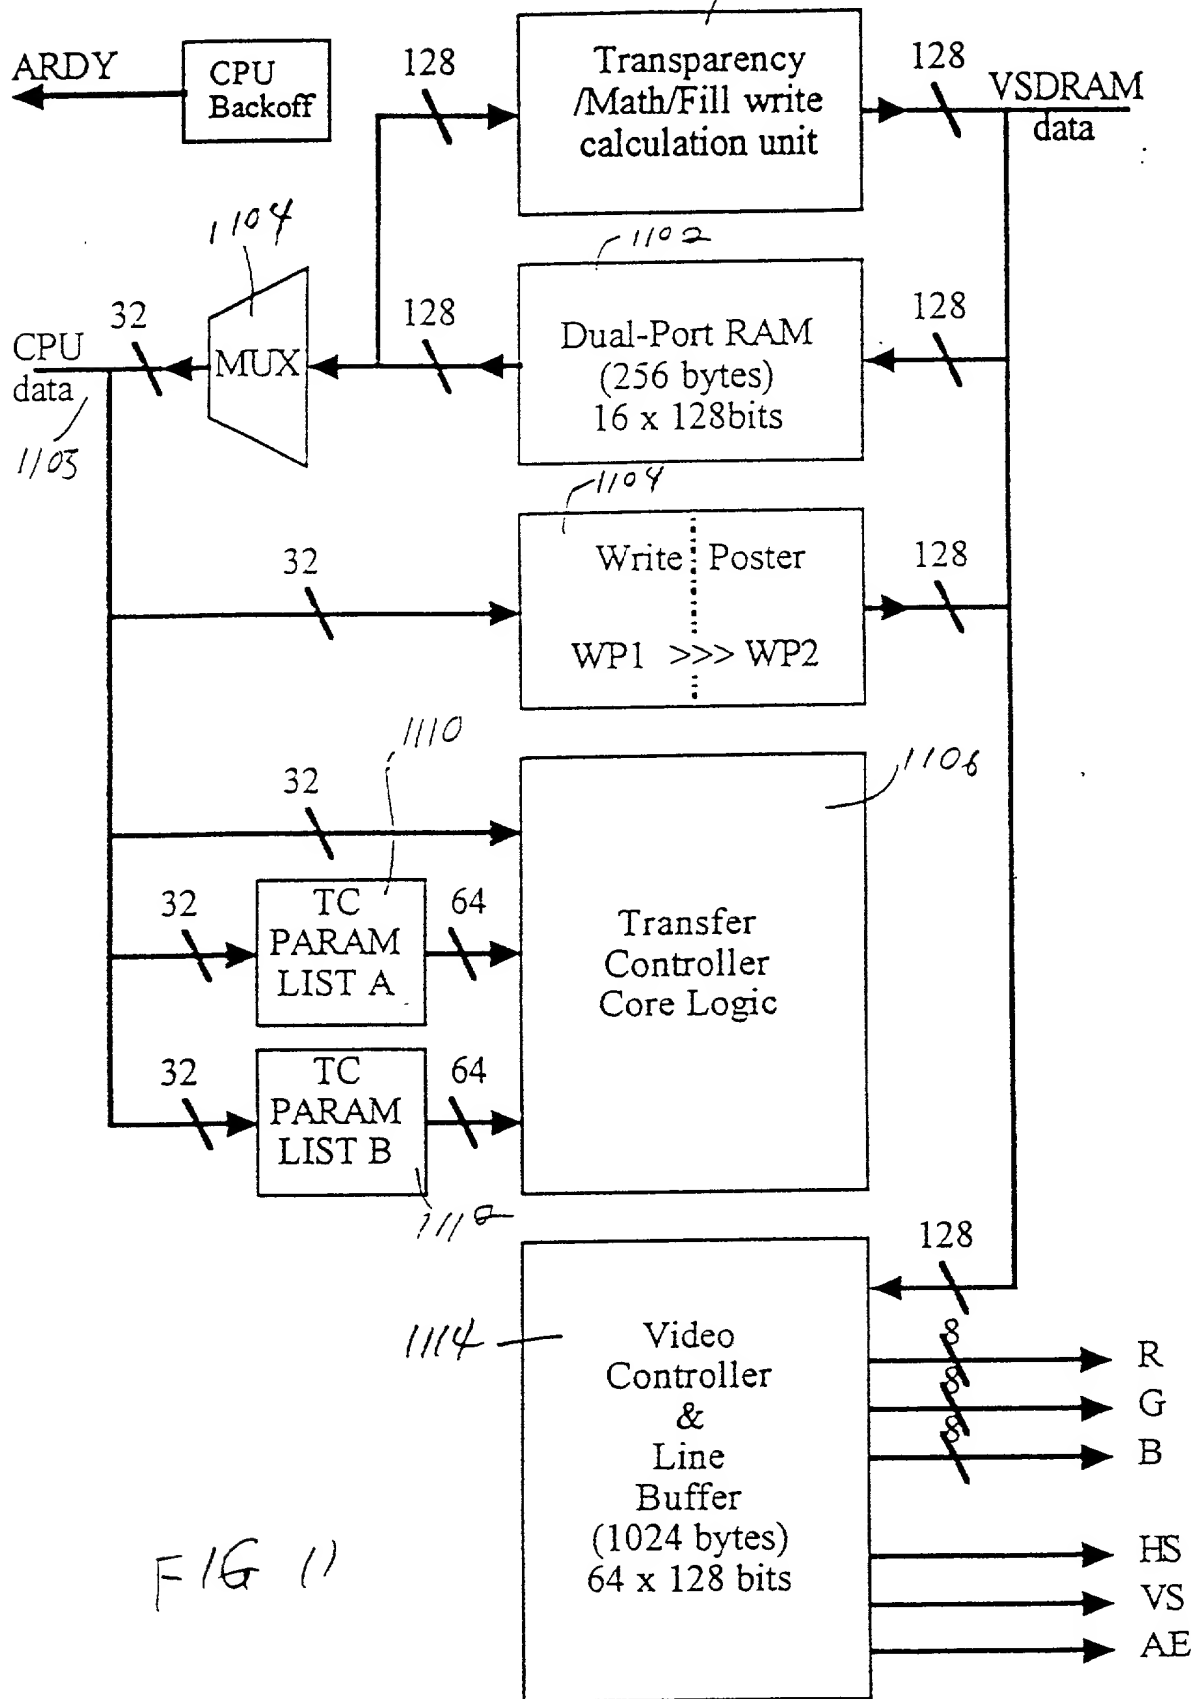 ARDY
CPU
Backoff
128
Transparency
/Math/Fill write
calculation unit
128
VSDRAM
data
1104
1102
CPU
data
32
MUX
128
Dual-Port RAM
(256 bytes)
16 x 128bits
128
1103
1104
32
Write Poster
WP1 >>> WP2
128
1110
32
1106
Transfer
Controller
Core Logic
32
TC
PARAM
LIST A
64
32
TC
PARAM
LIST B
64
1114
Video
Controller
&
Line
Buffer
(1024 bytes)
64 x 128 bits
128
8
R
8
G
8
B
HS
VS
AE
FIG 11